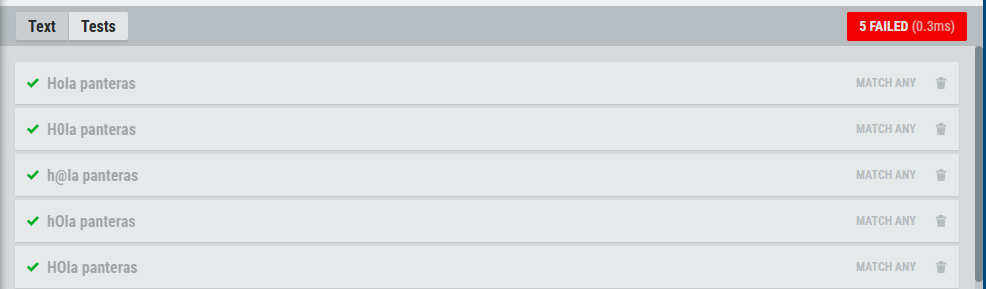 Text Tests 5 FAILED (0.3ms)
Hola panteras MATCH ANY
H0la panteras MATCH ANY
h@la panteras MATCH ANY
hOla panteras MATCH ANY
HOla panteras MATCH ANY